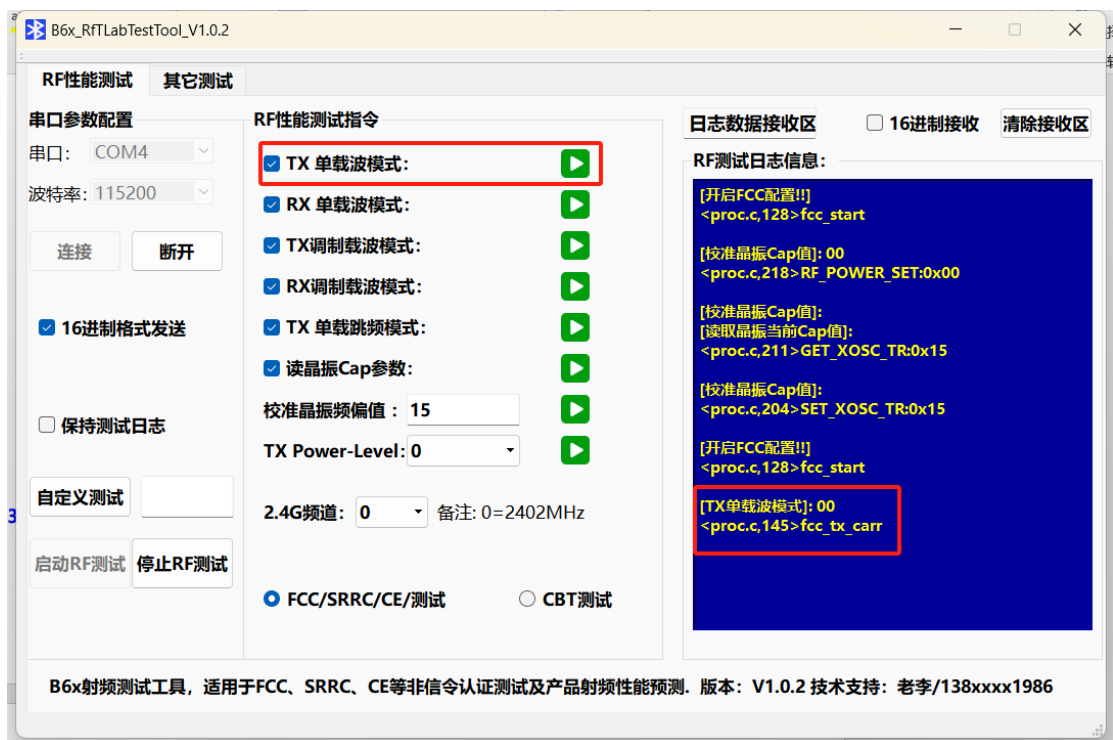 B6x_RfTLabTestTool_V1.0.2
RF性能测试 其它测试
串口参数配置
串口: COM4
波特率: 115200
连接 断开
16进制格式发送
保持测试日志
自定义测试
启动RF测试 停止RF测试
RF性能测试指令
TX 单载波模式:
RX 单载波模式:
TX调制载波模式:
RX调制载波模式:
TX 单载跳频模式:
读晶振Cap参数:
校准晶振频偏值 : 15
TX Power-Level: 0
2.4G频道: 0 备注: 0=2402MHz
FCC/SRRC/CE/测试 CBT测试
日志数据接收区 16进制接收 清除接收区
RF测试日志信息:
[开启FCC配置!!]
<proc.c,128>fcc_start
[校准晶振Cap值]: 00
<proc.c,218>RF_POWER_SET:0x00
[校准晶振Cap值]:
[读取晶振当前Cap值]:
<proc.c,211>GET_XOSC_TR:0x15
[校准晶振Cap值]:
<proc.c,204>SET_XOSC_TR:0x15
[开启FCC配置!!]
<proc.c,128>fcc_start
[TX单载波模式]: 00
<proc.c,145>fcc_tx_carr
B6x射频测试工具，适用于FCC、SRRC、CE等非信令认证测试及产品射频性能预测. 版本：V1.0.2 技术支持：老李/138xxxx1986
3